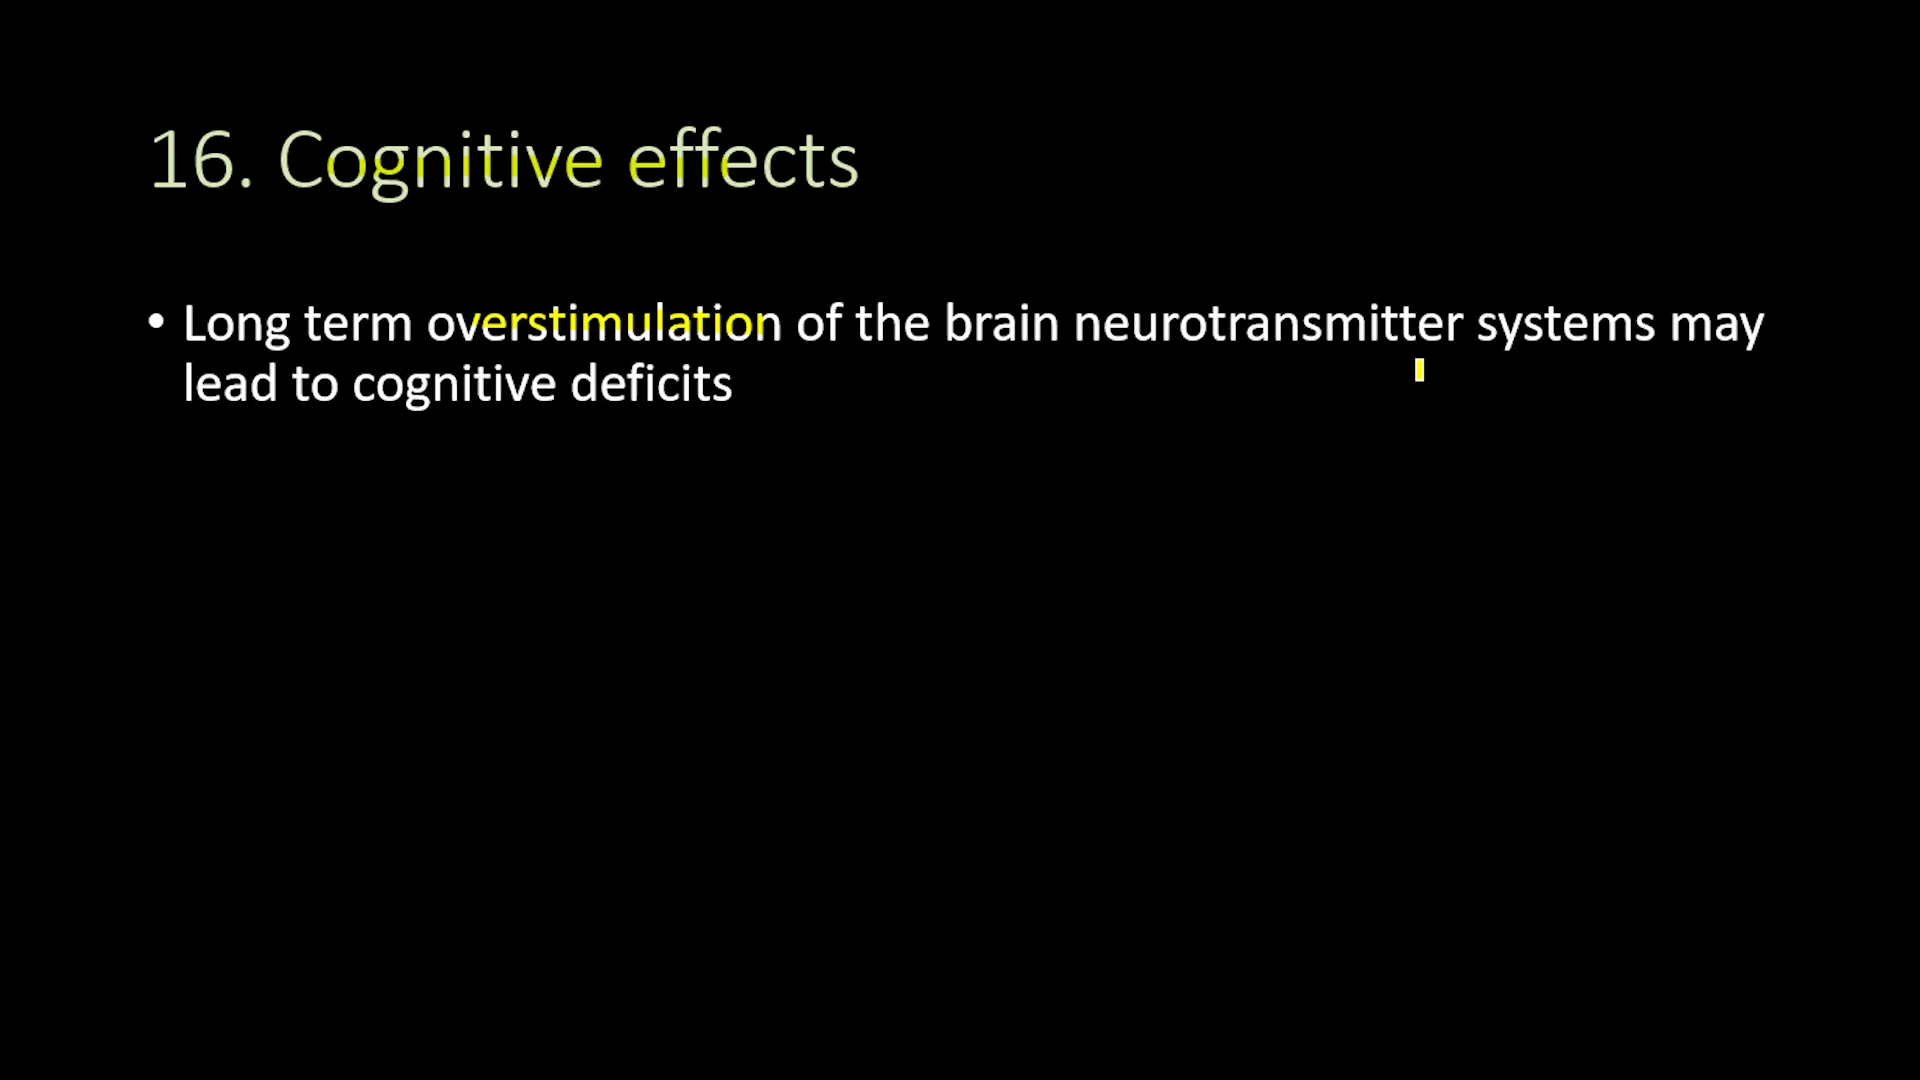 16. Cognitive effects
• Long term overstimulation of the brain neurotransmitter systems may
lead to cognitive deficits